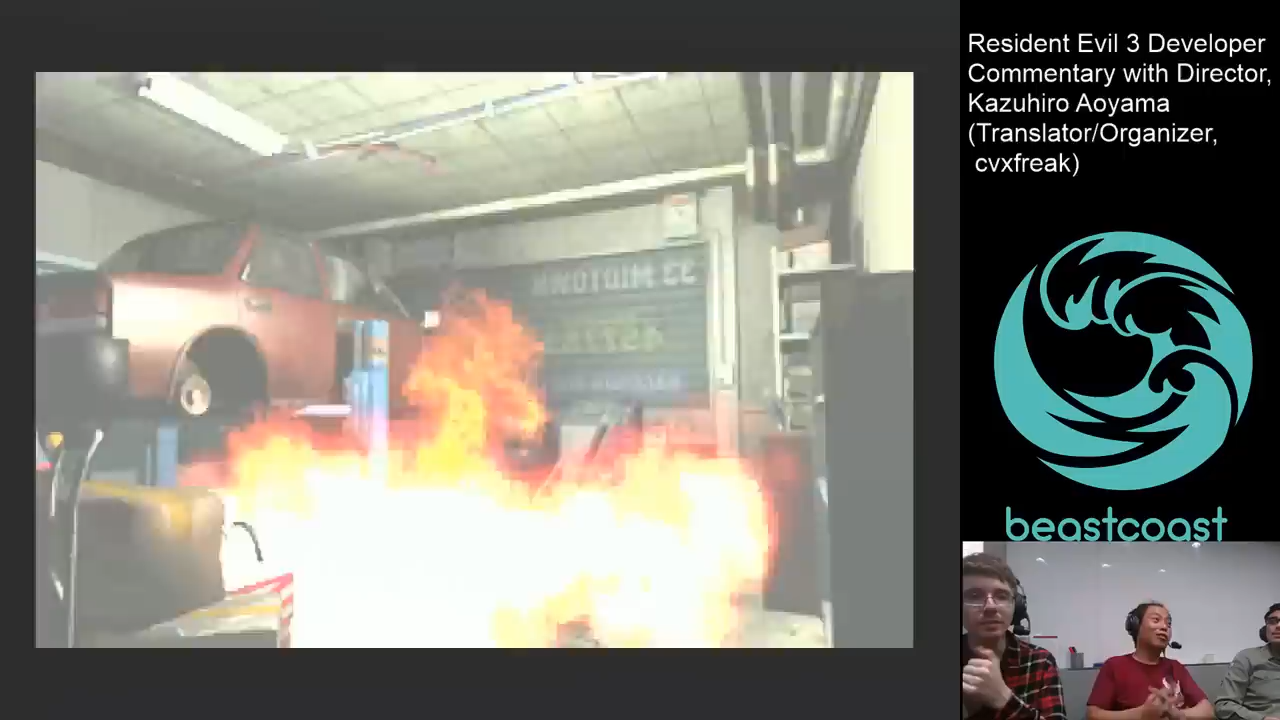 Resident Evil 3 Developer
Commentary with Director,
Kazuhiro Aoyama
(Translator/Organizer,
cvxfreak)
beastcoast